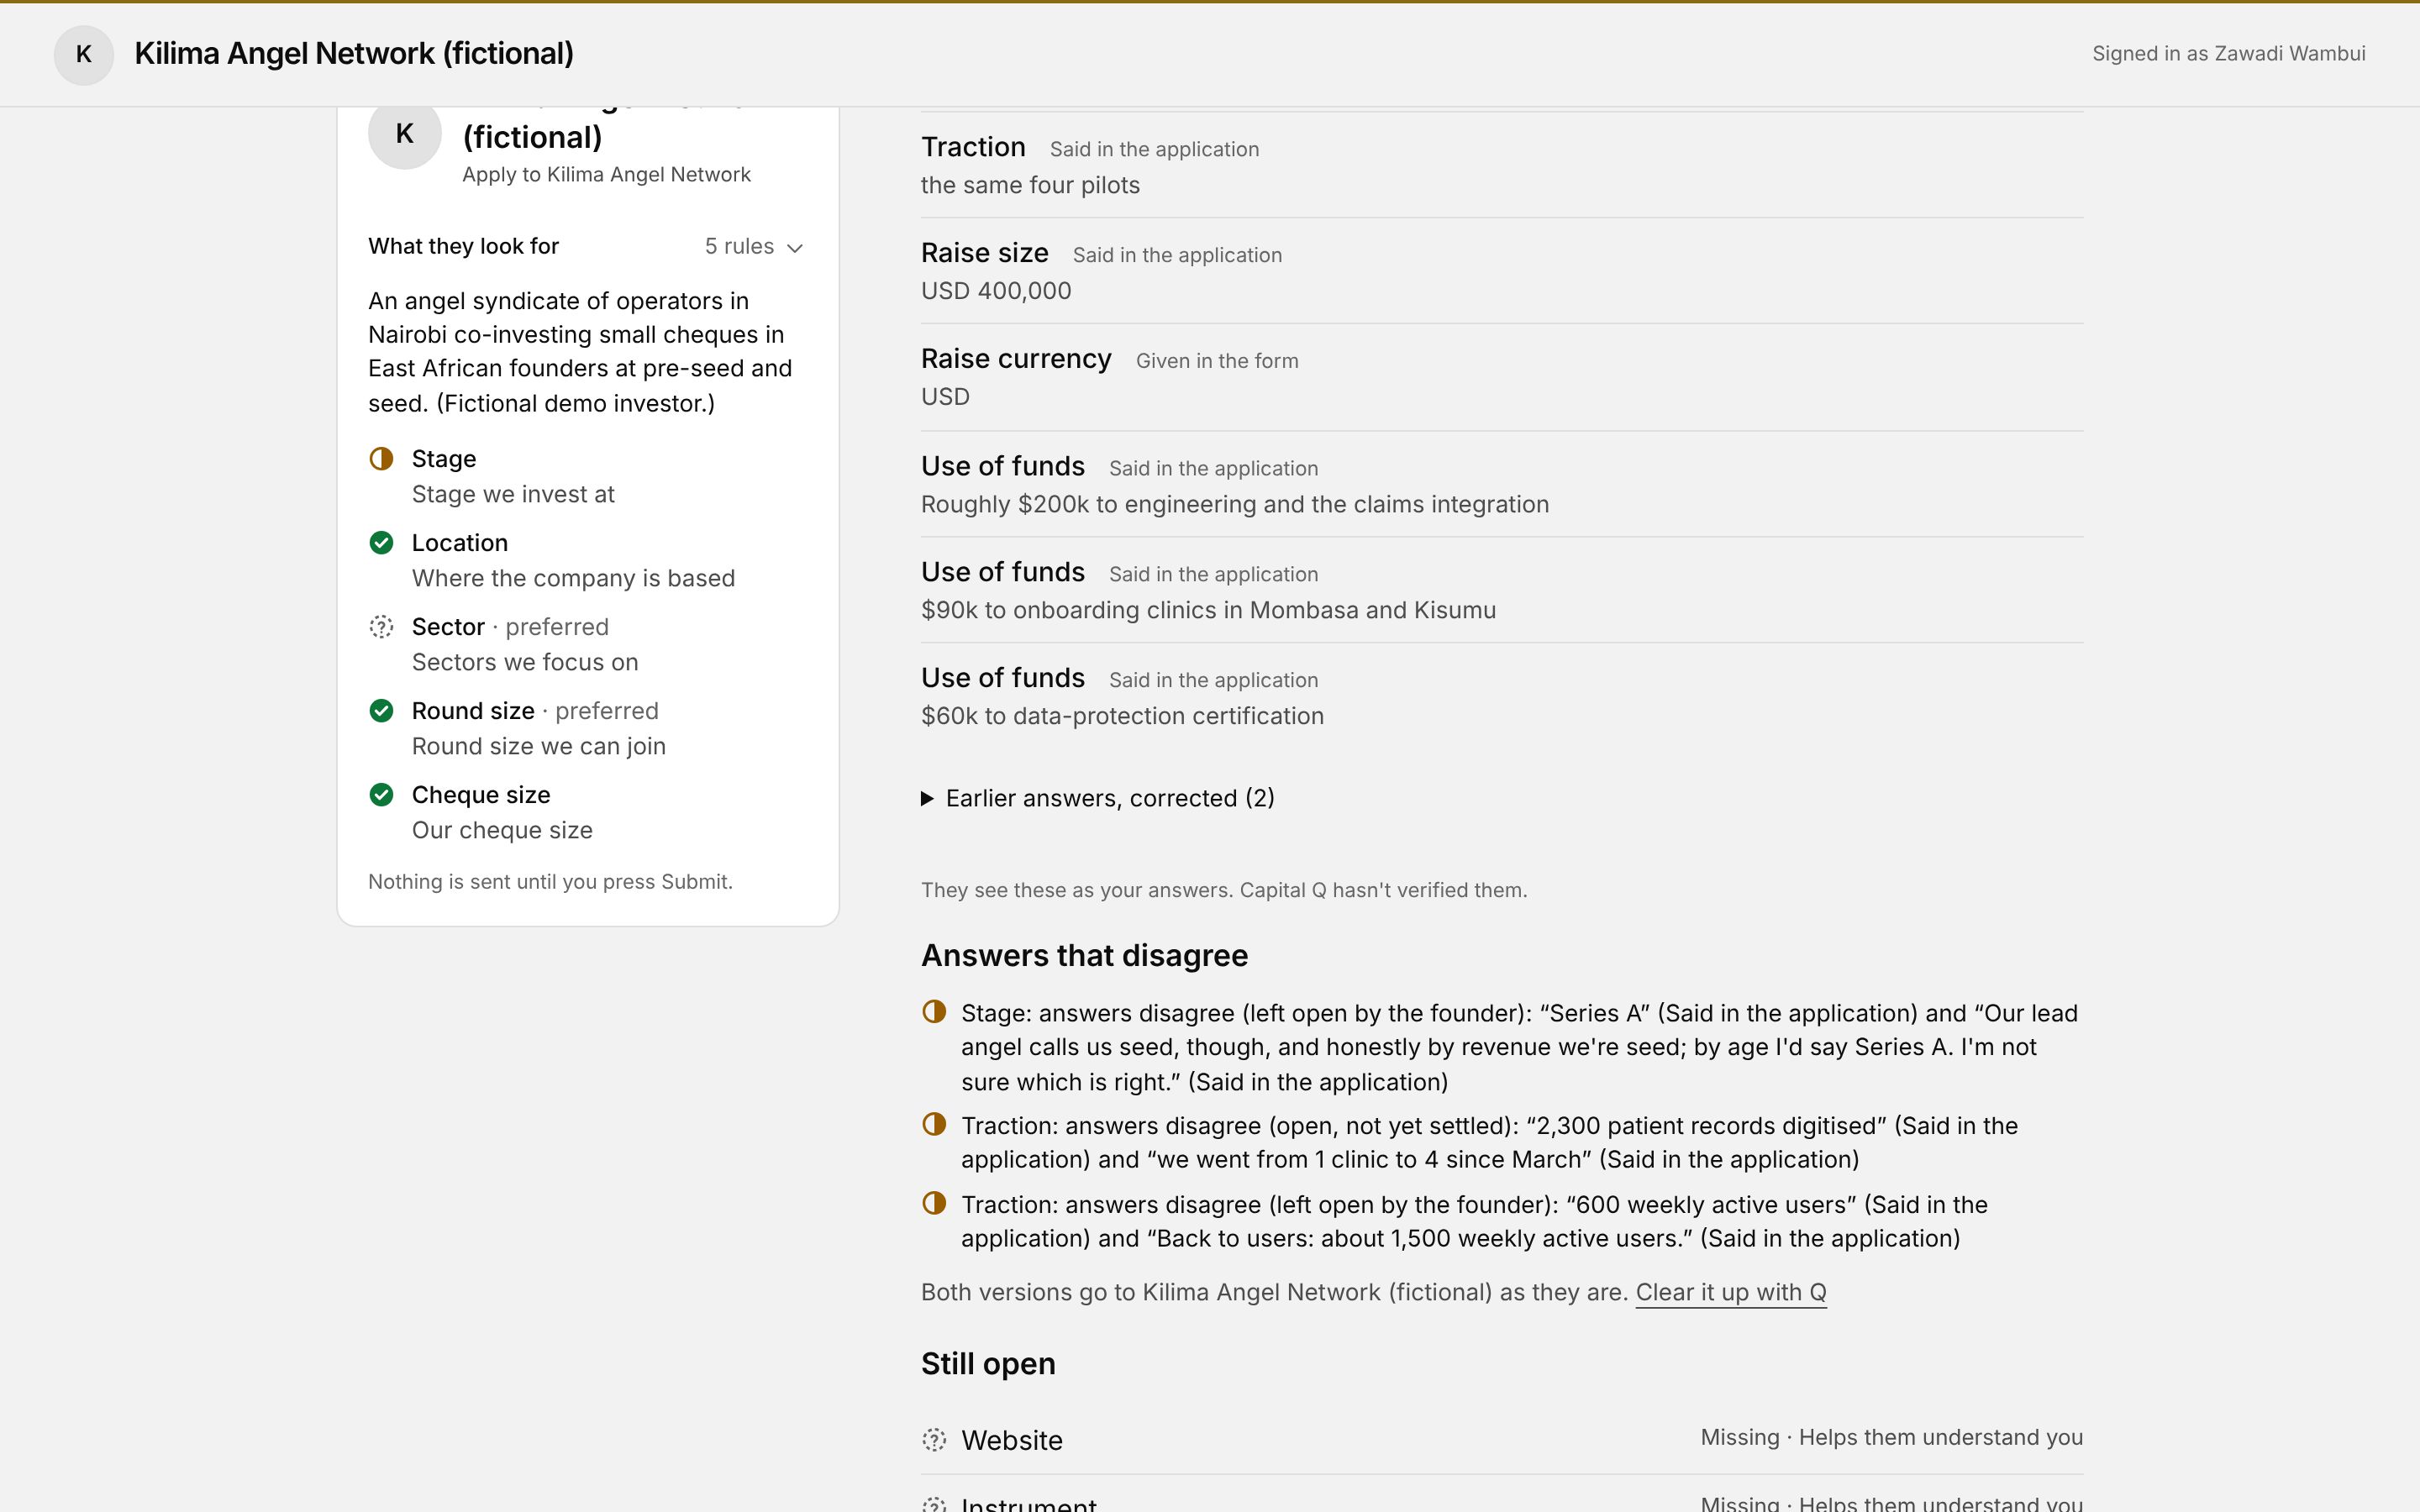 K
Kilima Angel Network (fictional)
Signed in as Zawadi Wambui
K
(fictional)
Apply to Kilima Angel Network
What they look for
5 rules
An angel syndicate of operators in
Nairobi co-investing small cheques in
East African founders at pre-seed and
seed. (Fictional demo investor.)
Stage
Stage we invest at
Location
Where the company is based
Sector · preferred
Sectors we focus on
Round size · preferred
Round size we can join
Cheque size
Our cheque size
Nothing is sent until you press Submit.
Traction Said in the application
the same four pilots
Raise size Said in the application
USD 400,000
Raise currency Given in the form
USD
Use of funds Said in the application
Roughly $200k to engineering and the claims integration
Use of funds Said in the application
$90k to onboarding clinics in Mombasa and Kisumu
Use of funds Said in the application
$60k to data-protection certification
Earlier answers, corrected (2)
They see these as your answers. Capital Q hasn't verified them.
Answers that disagree
Stage: answers disagree (left open by the founder): “Series A” (Said in the application) and “Our lead
angel calls us seed, though, and honestly by revenue we're seed; by age I'd say Series A. I'm not
sure which is right.” (Said in the application)
Traction: answers disagree (open, not yet settled): “2,300 patient records digitised” (Said in the
application) and “we went from 1 clinic to 4 since March” (Said in the application)
Traction: answers disagree (left open by the founder): “600 weekly active users” (Said in the
application) and “Back to users: about 1,500 weekly active users.” (Said in the application)
Both versions go to Kilima Angel Network (fictional) as they are. Clear it up with Q
Still open
Website
Missing · Helps them understand you
Instrument
Missing · Helps them understand you